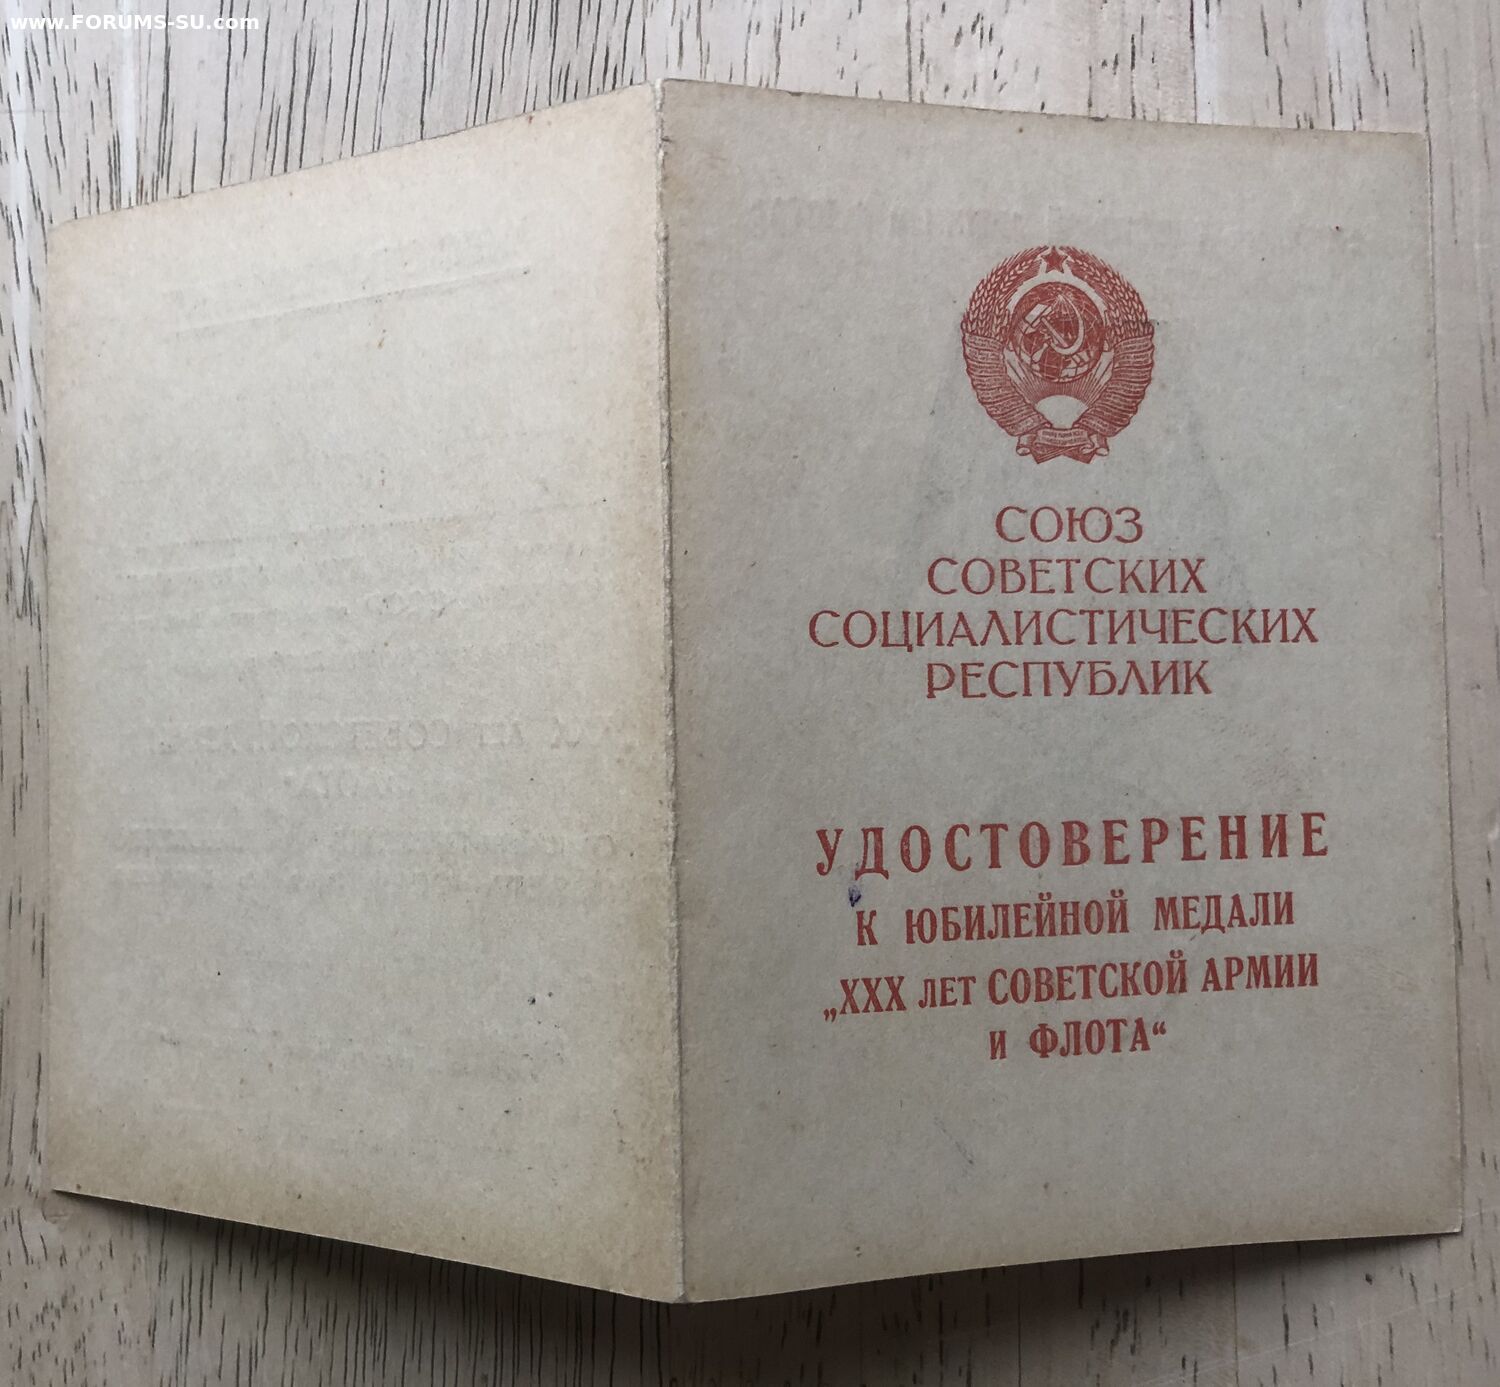 www.FORUMS-SU.com
СОЮЗ
СОВЕТСКИХ
СОЦИАЛИСТИЧЕСКИХ
РЕСПУБЛИК
УДОСТОВЕРЕНИЕ
К ЮБИЛЕЙНОЙ МЕДАЛИ
„XXX ЛЕТ СОВЕТСКОЙ АРМИИ
И ФЛОТА“